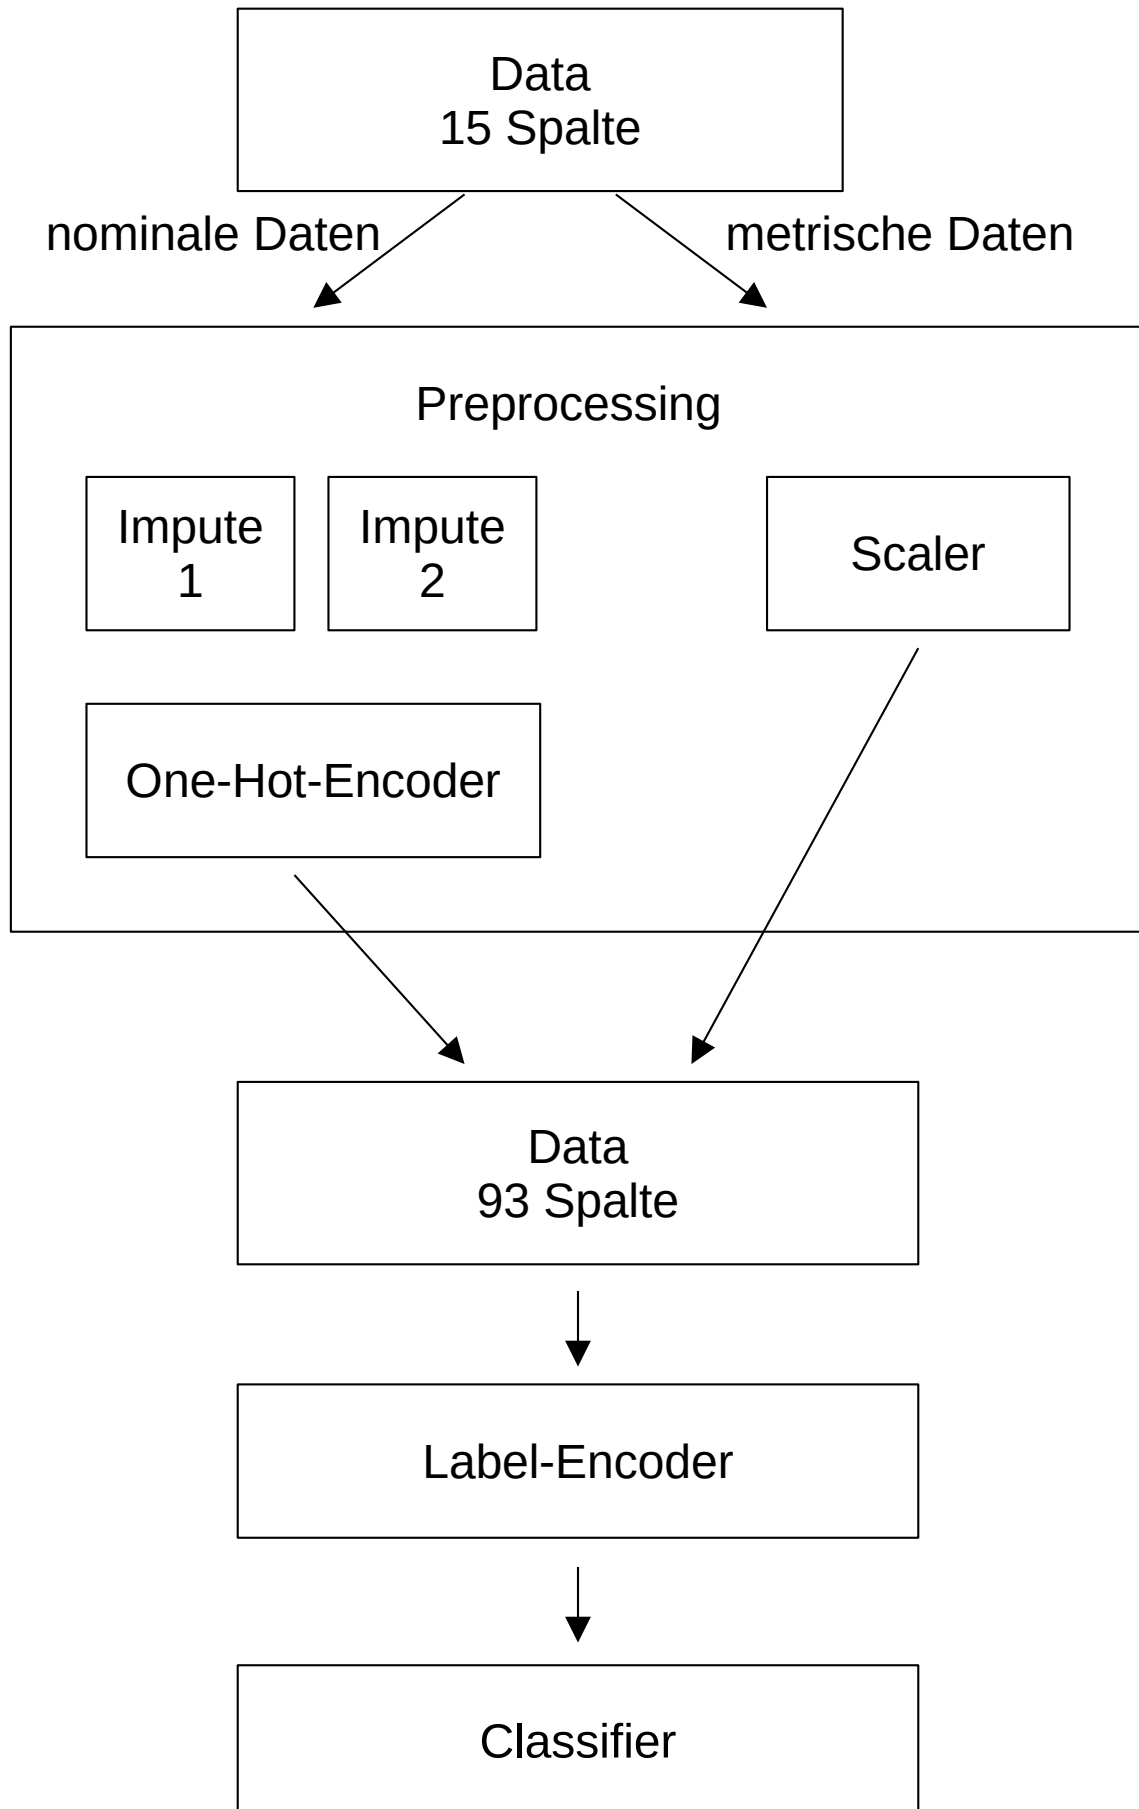 Data
15 Spalte
nominale Daten
metrische Daten
Preprocessing
Impute
1
Impute
2
Scaler
One-Hot-Encoder
Data
93 Spalte
Label-Encoder
Classifier